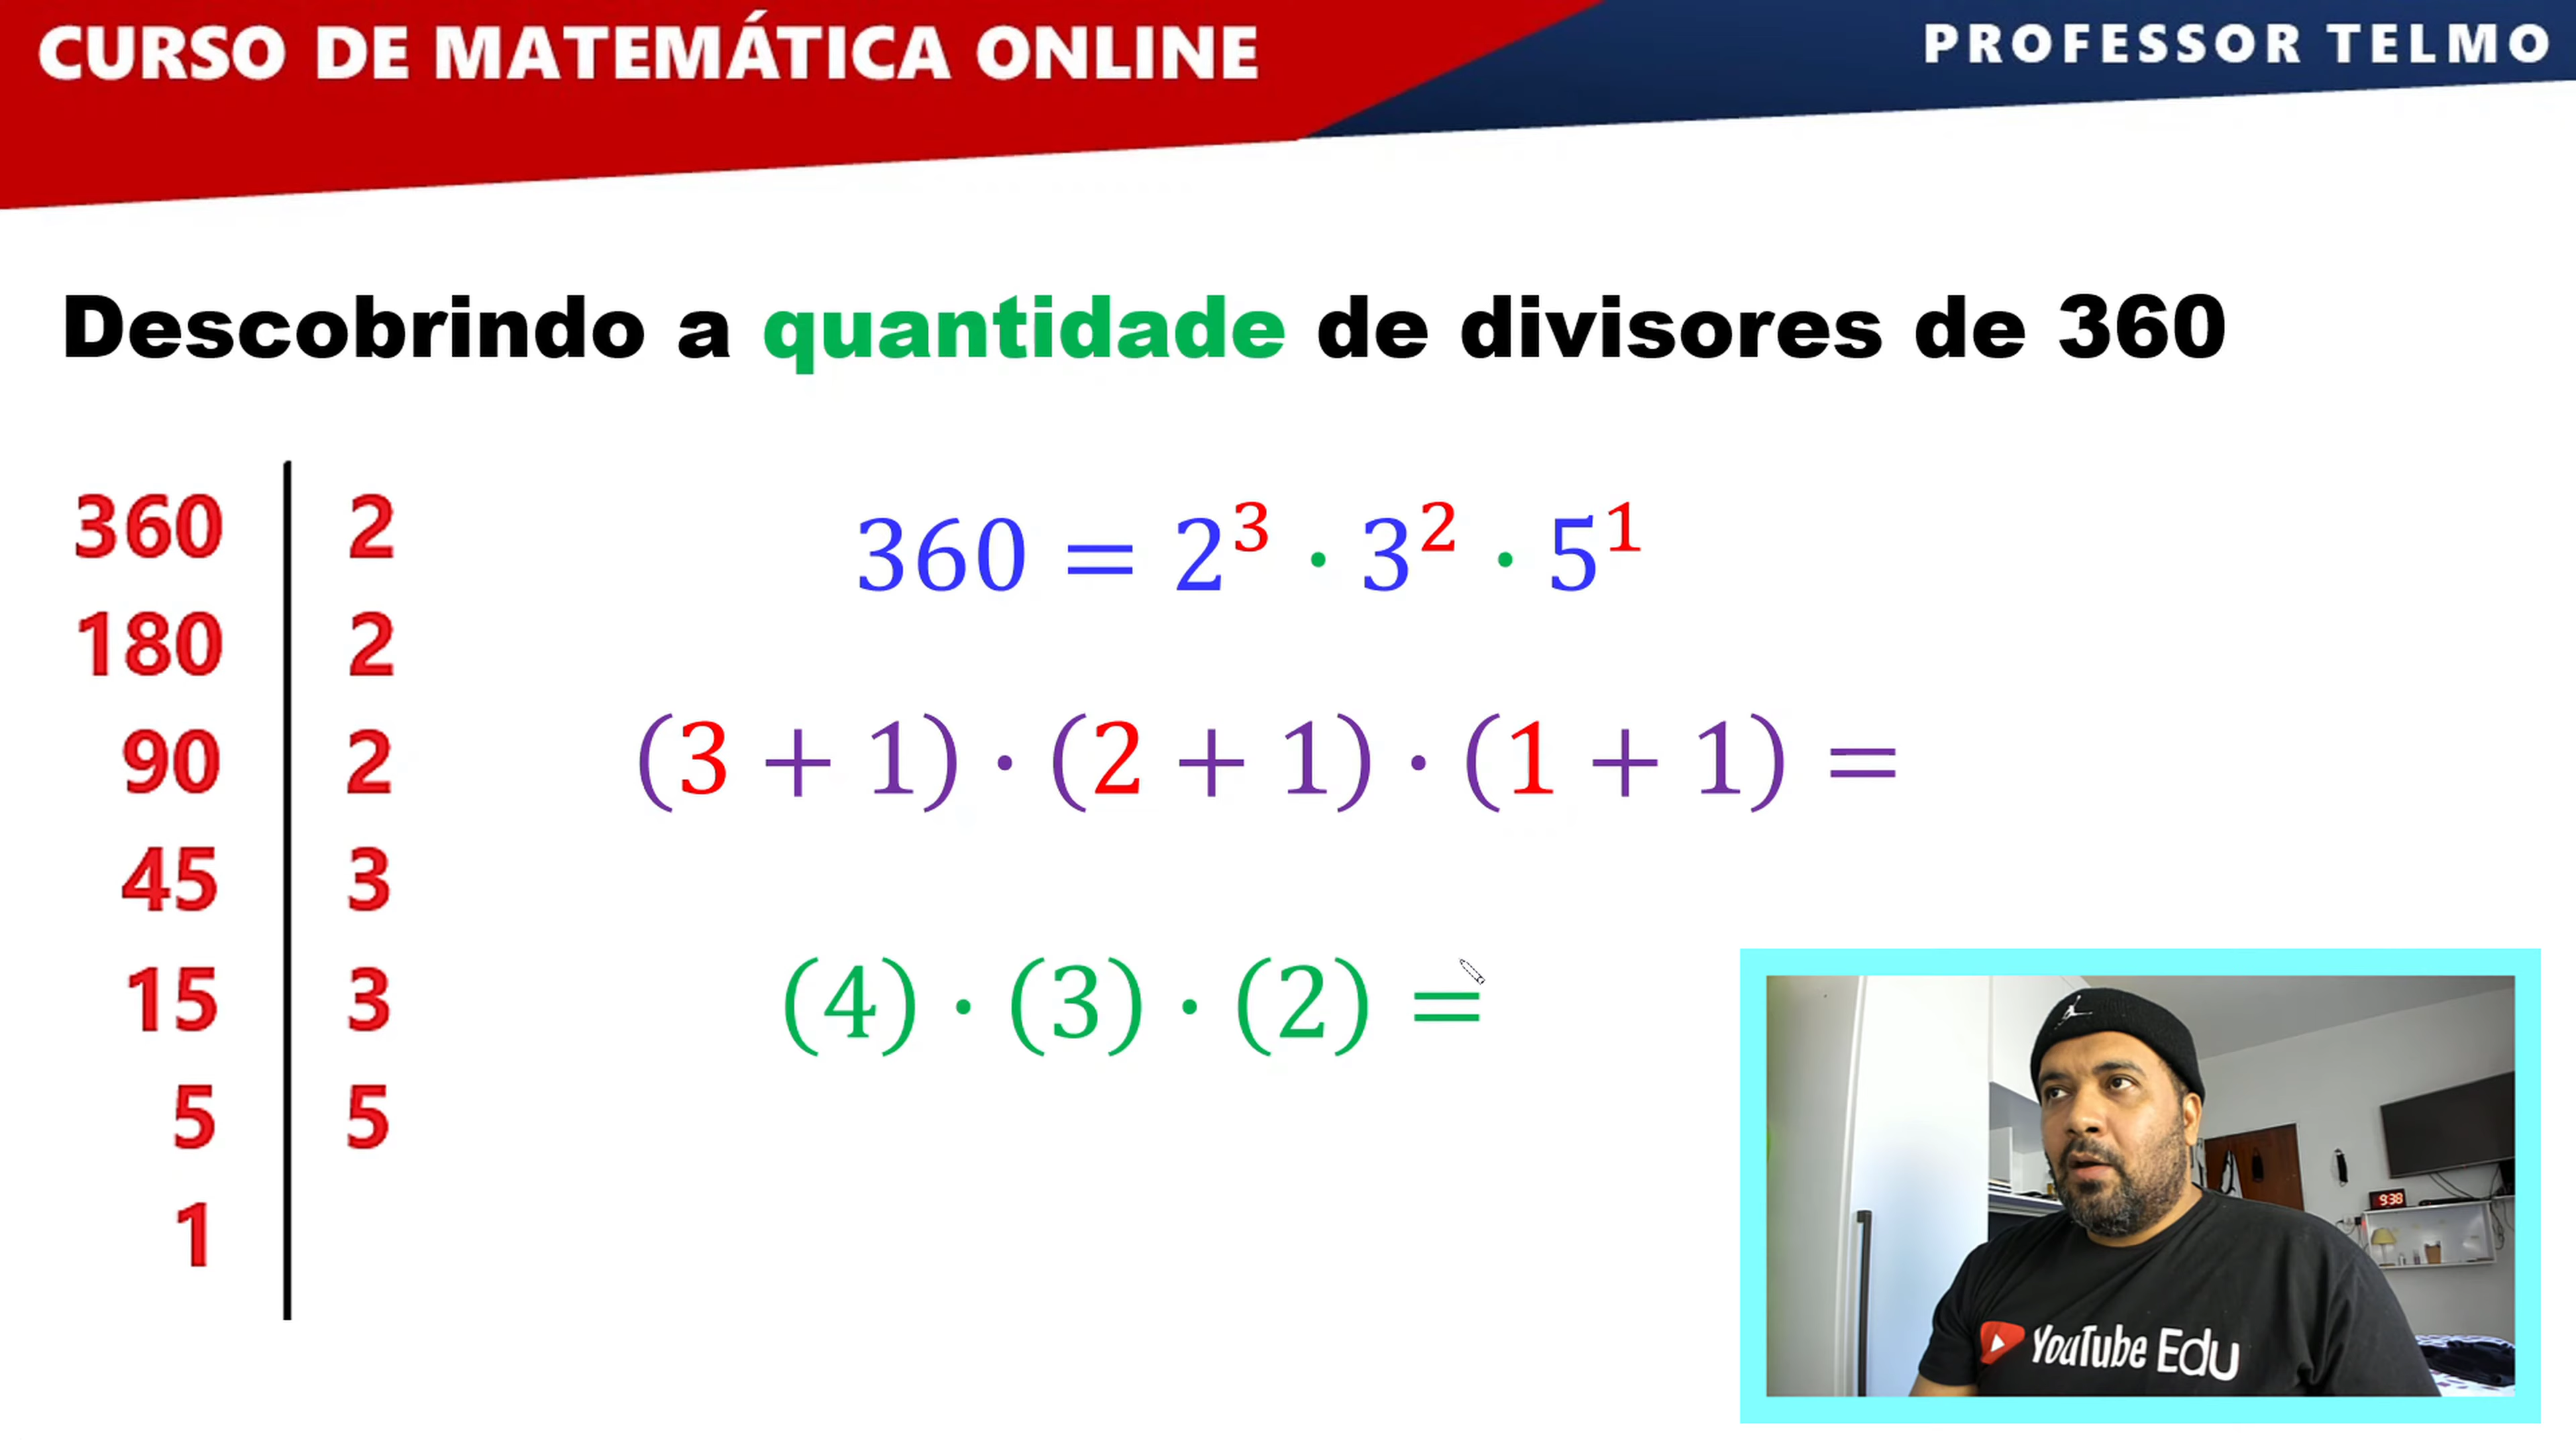 CURSO DE MATEMÁTICA ONLINE
PROFESSOR TELMO
Descobrindo a quantidade de divisores de 360
360 2
180 2
90 2
45 3
15 3
5 5
1
360 = 2³ · 3² · 5¹
(3 + 1) · (2 + 1) · (1 + 1) =
(4) · (3) · (2) =
9:38
YouTube Edu